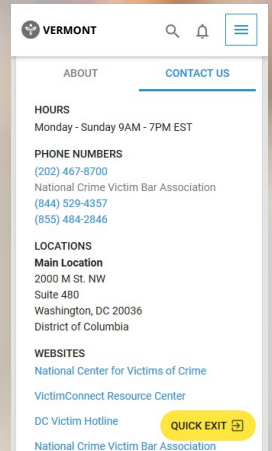 VERMONT
ABOUT
CONTACT US
HOURS
Monday - Sunday 9AM - 7PM EST
PHONE NUMBERS
(202) 467-8700
National Crime Victim Bar Association
(844) 529-4357
(855) 484-2846
LOCATIONS
Main Location
2000 M St. NW
Suite 480
Washington, DC 20036
District of Columbia
WEBSITES
National Center for Victims of Crime
VictimConnect Resource Center
DC Victim Hotline
QUICK EXIT
National Crime Victim Bar Association